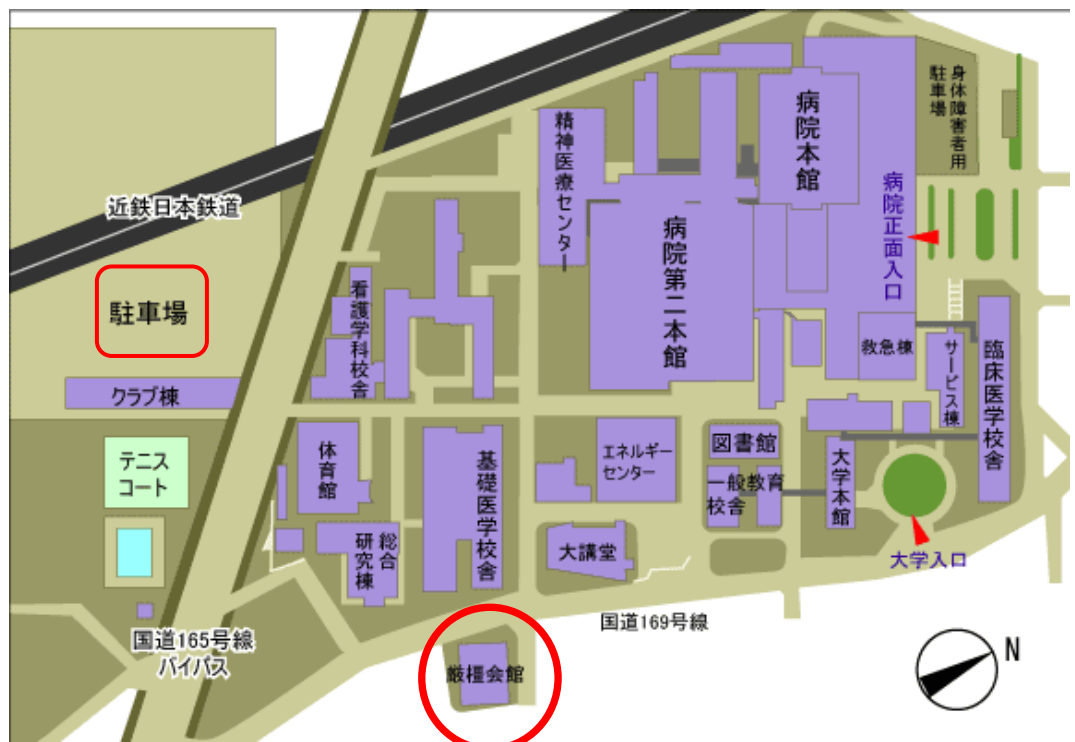 身体障害者用
駐車場
病院本館
精神医療センター
病院正面入口
近鉄日本鉄道
病院第二本館
駐車場
看護学科校舎
救急棟
サービス棟
臨床医学校舎
クラブ棟
体育館
基礎医学校舎
エネルギー
センター
図書館
一般教育
校舎
大学本館
テニス
コート
総合
研究棟
大講堂
大学入口
国道169号線
国道165号線
バイパス
厳橿会館
N